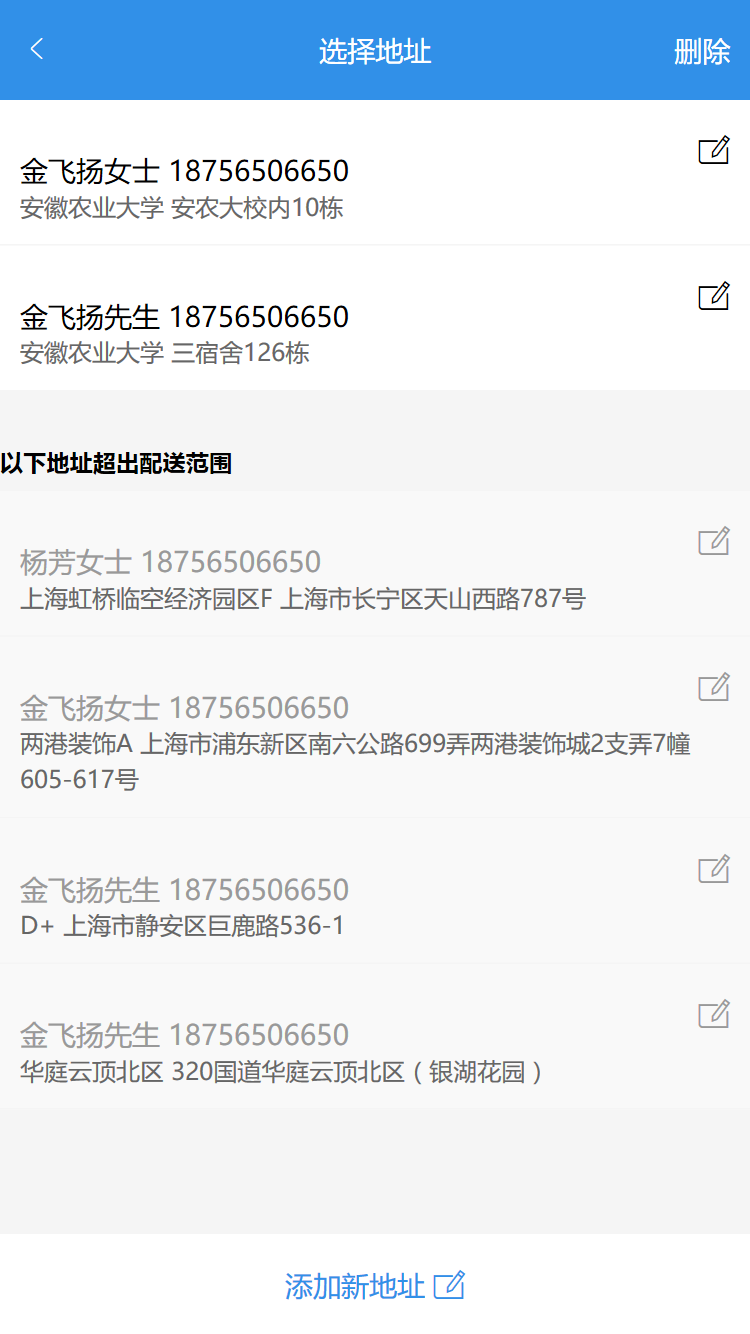 选择地址
删除
金飞扬女士 18756506650
安徽农业大学 安农大校内10栋
金飞扬先生 18756506650
安徽农业大学 三宿舍126栋
以下地址超出配送范围
杨芳女士 18756506650
上海虹桥临空经济园区F 上海市长宁区天山西路787号
金飞扬女士 18756506650
两港装饰A 上海市浦东新区南六公路699弄两港装饰城2支弄7幢
605-617号
金飞扬先生 18756506650
D+ 上海市静安区巨鹿路536-1
金飞扬先生 18756506650
华庭云顶北区 320国道华庭云顶北区（银湖花园）
添加新地址